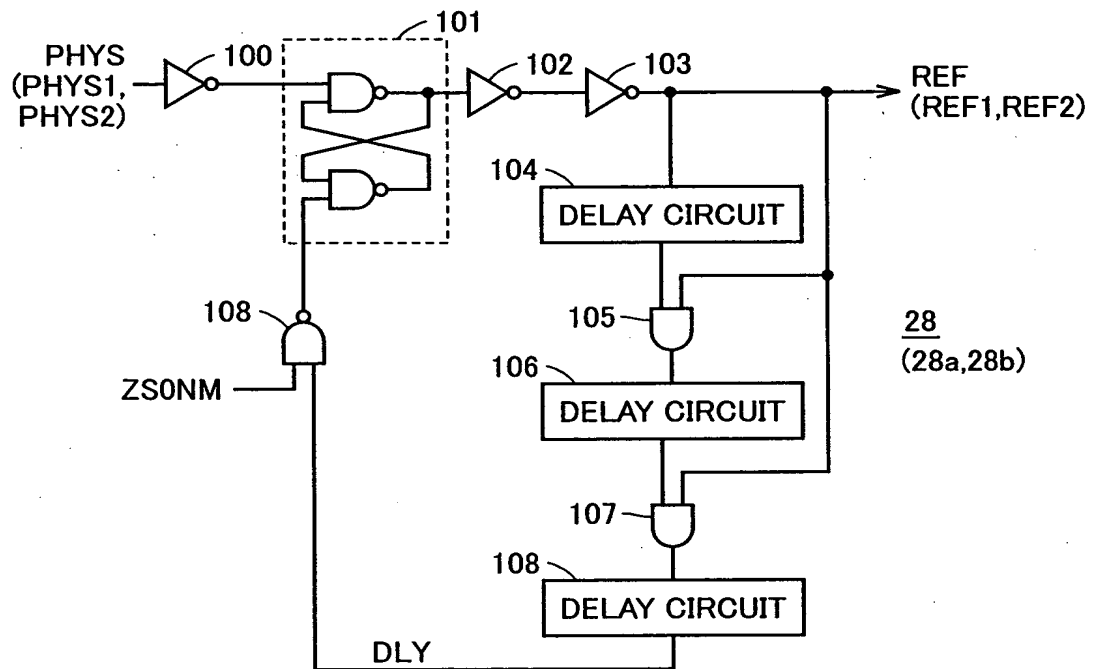 101
PHYS
(PHYS1,
PHYS2)
100
102
103
REF
(REF1,REF2)
104
DELAY CIRCUIT
105
108
28
(28a,28b)
106
ZS0NM
DELAY CIRCUIT
107
108
DELAY CIRCUIT
DLY